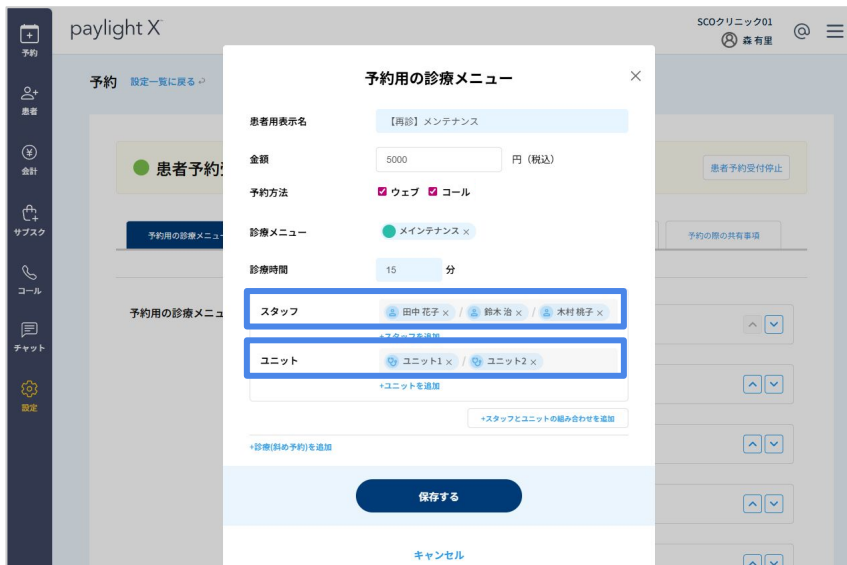 paylight X
SCOクリニック01
森 有里
予約
患者
会計
サブスク
コール
チャット
設定
予約 設定一覧に戻る
患者予約受
患者予約受付停止
予約用の診療メニュー
予約の際の共有事項
予約用の診療メニュ
予約用の診療メニュー
患者用表示名 【再診】メンテナンス
金額 5000 円（税込）
予約方法 ウェブ コール
診療メニュー メインテナンス ×
診療時間 15 分
スタッフ 田中 花子 × / 鈴木 治 × / 木村 桃子 ×
+スタッフを追加
ユニット ユニット1 × / ユニット2 ×
+ユニットを追加
+スタッフとユニットの組み合わせを追加
+診療(斜め予約)を追加
保存する
キャンセル